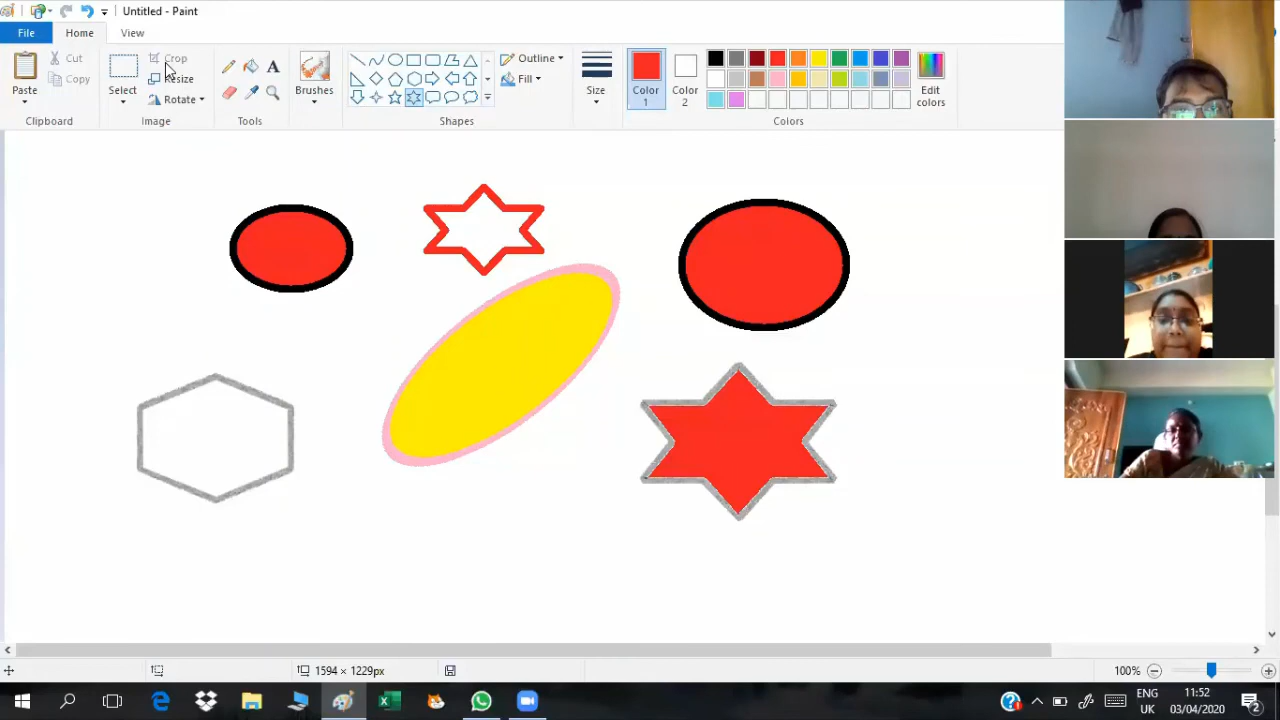 Untitled - Paint
File Home View
Cut Crop Outline
Paste Copy Select Resize Brushes Fill Size Color 1 Color 2 Edit colors
Rotate A
Clipboard Image Tools Shapes Colors
1594 × 1229px 100%
ENG 11:52
UK 03/04/2020 2